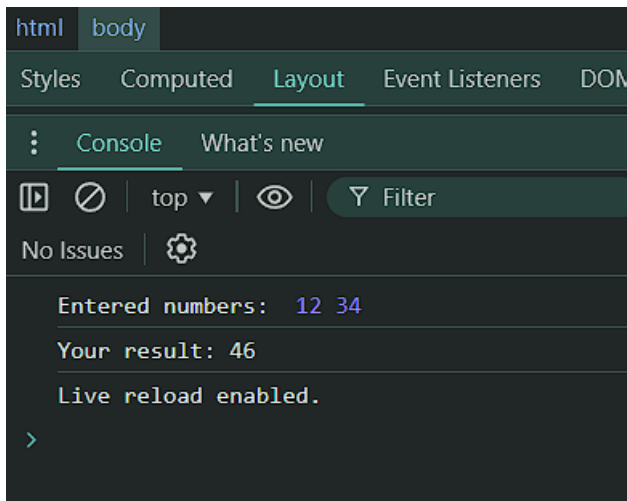 html body
Styles Computed Layout Event Listeners
Console What's new
top Filter
No Issues
Entered numbers: 12 34
Your result: 46
Live reload enabled.